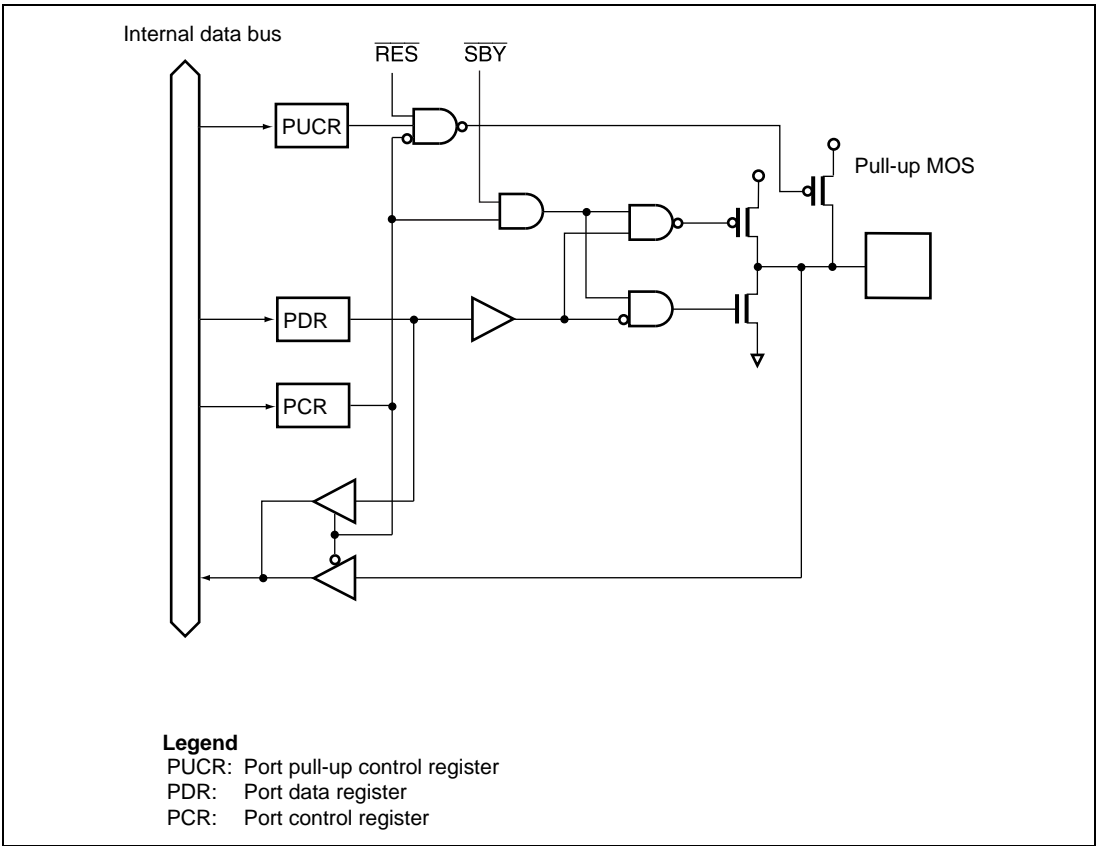 Internal data bus
RES
SBY
PUCR
Pull-up MOS
PDR
PCR
Legend
PUCR: Port pull-up control register
PDR: Port data register
PCR: Port control register